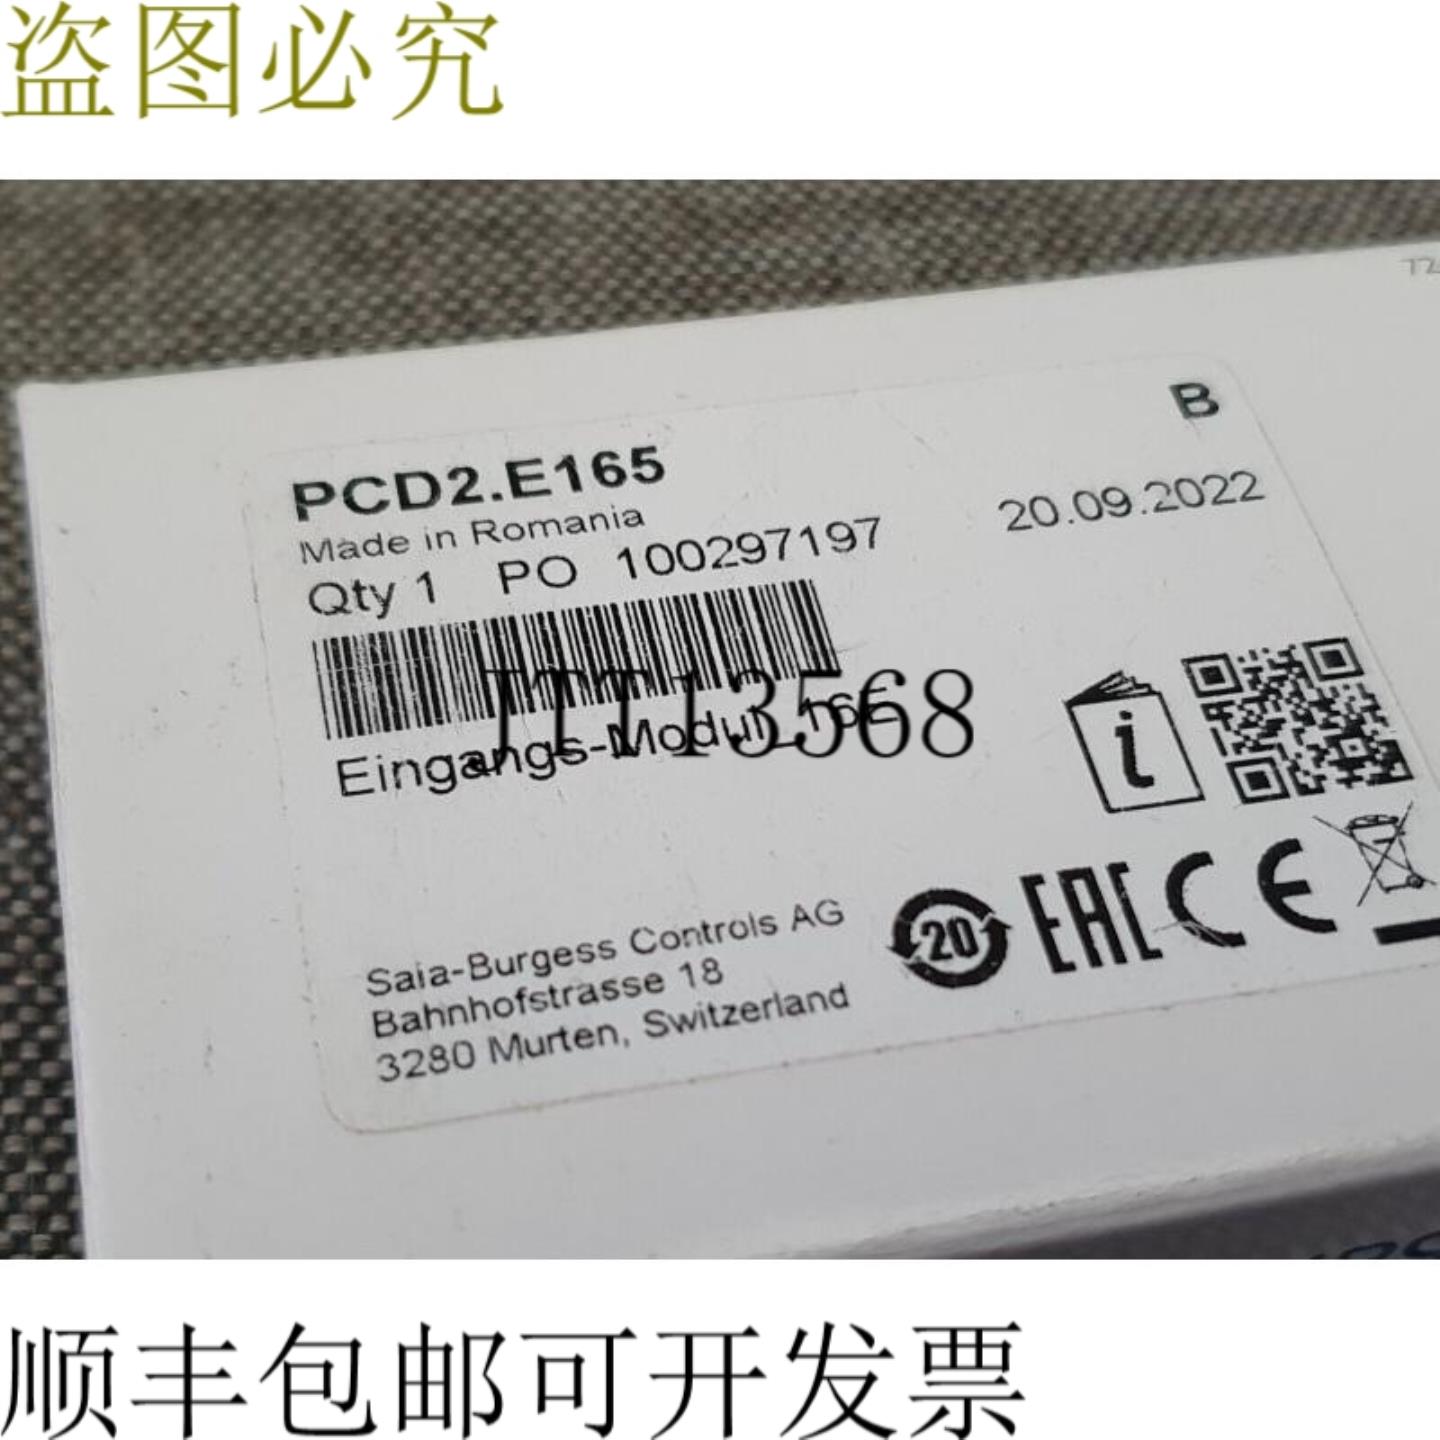 盗图必究
B
PCD2.E165
Made in Romania
20.09.2022
Qty 1 PO 100297197
JTT13568
Eingangs-Modul_16E
i
Saia-Burgess Controls AG
Bahnhofstrasse 18
3280 Murten, Switzerland
20
EAC
CE
顺丰包邮可开发票